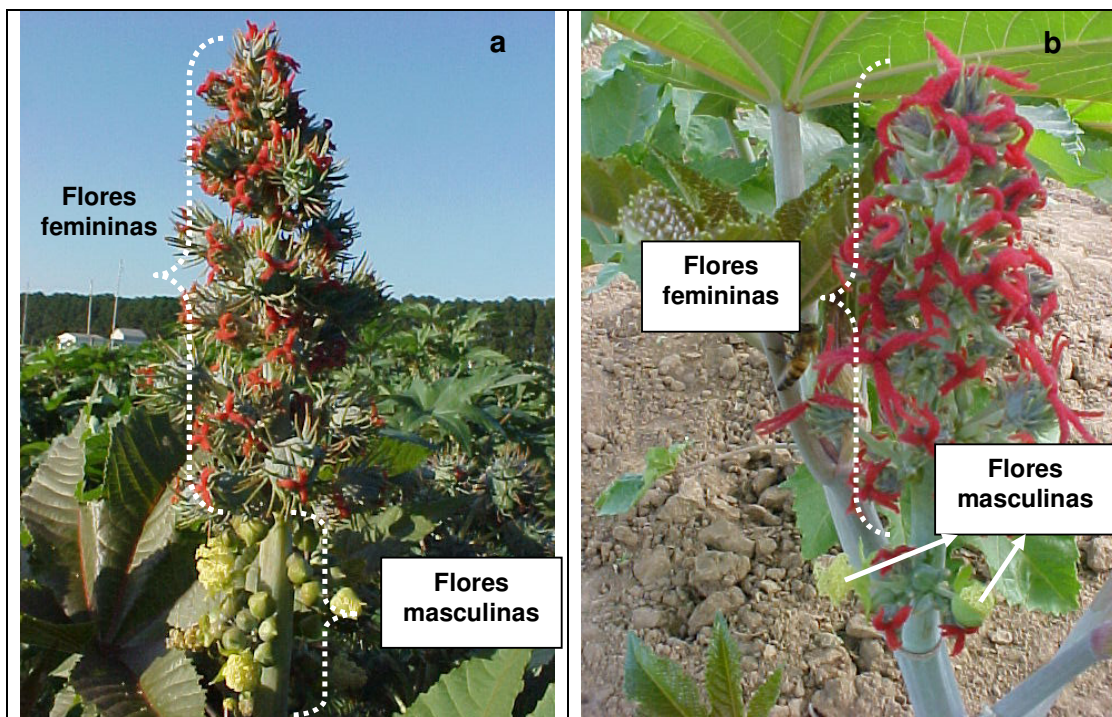 a
Flores
femininas
Flores
masculinas
b
Flores
femininas
Flores
masculinas